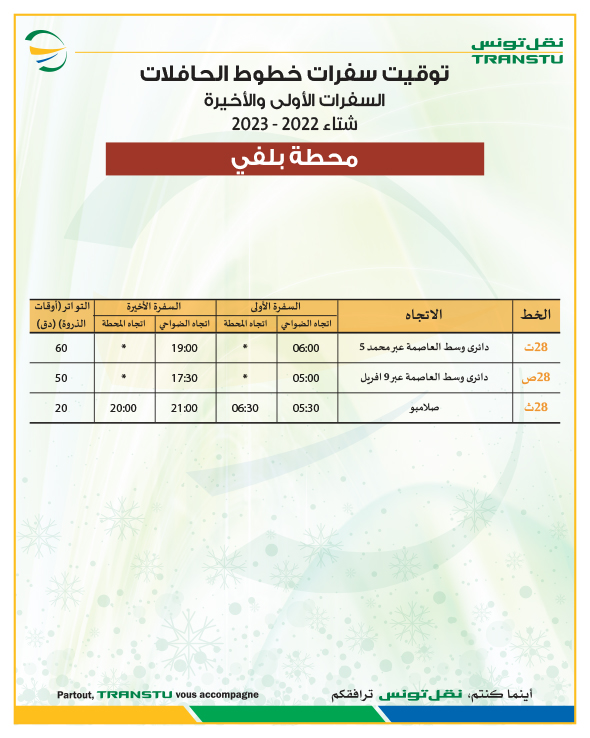 نقل تونس
TRANSTU
توقيت سفرات خطوط الحافلات
السفرات الأولى والأخيرة
شتاء 2022 - 2023
محطة بلفي
الخط الاتجاه السفرة الأولى السفرة الأخيرة التواتر (أوقات الذروة) (دق)
اتجاه الضواحي اتجاه المحطة اتجاه الضواحي اتجاه المحطة
28ت دائري وسط العاصمة عبر محمد 5 06:00 * 19:00 * 60
28ص دائري وسط العاصمة عبر 9 افريل 05:00 * 17:30 * 50
28ث صلامبو 05:30 06:30 21:00 20:00 20
أينما كنتم، نقل تونس ترافقكم
Partout, TRANSTU vous accompagne